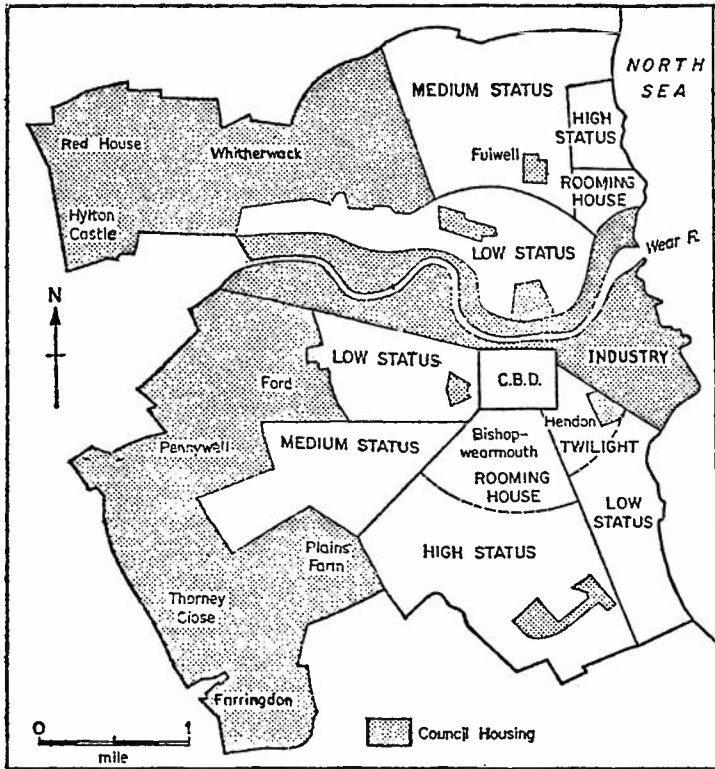 NORTH
SEA
MEDIUM STATUS
HIGH
STATUS
Red House
Whitherwack
Fulwell
ROOMING
HOUSE
Hylton
Castle
Wear R.
LOW STATUS
N
INDUSTRY
LOW STATUS
C.B.D.
Ford
Hendon
Bishop-
wearmouth
TWILIGHT
Pennywell
MEDIUM STATUS
ROOMING
HOUSE
LOW
STATUS
Plains
Farm
HIGH STATUS
Thorney
Close
Farringdon
0 1
mile
Council Housing